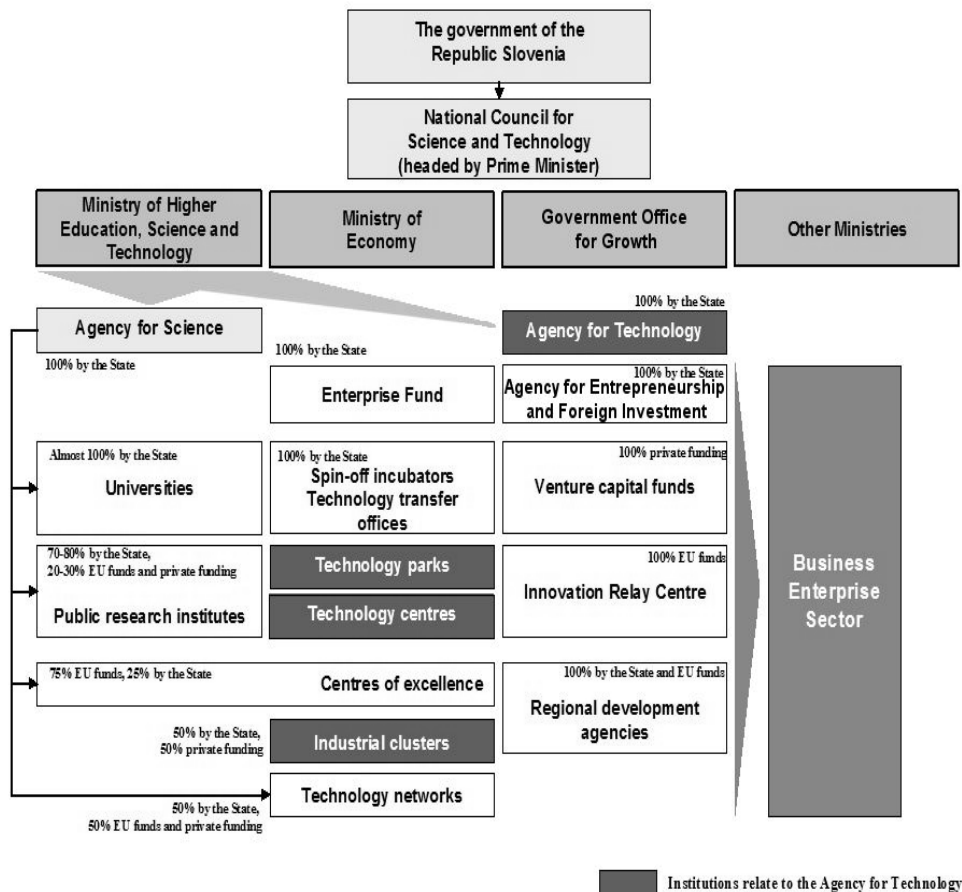 The government of the
Republic Slovenia
National Council for
Science and Technology
(headed by Prime Minister)
Ministry of Higher
Education, Science and
Technology
Ministry of
Economy
Government Office
for Growth
Other Ministries
Agency for Science
100% by the State
100% by the State
Agency for Technology
100% by the State
Enterprise Fund
100% by the State
Agency for Entrepreneurship
and Foreign Investment
Almost 100% by the State
Universities
100% by the State
Spin-off incubators
Technology transfer
offices
100% private funding
Venture capital funds
70-80% by the State,
20-30% EU funds and private funding
Public research institutes
Technology parks
Technology centres
100% EU funds
Innovation Relay Centre
75% EU funds, 25% by the State
Centres of excellence
100% by the State and EU funds
Regional development
agencies
50% by the State,
50% private funding
Industrial clusters
Technology networks
50% by the State,
50% EU funds and private funding
Business
Enterprise
Sector
Institutions relate to the Agency for Technology